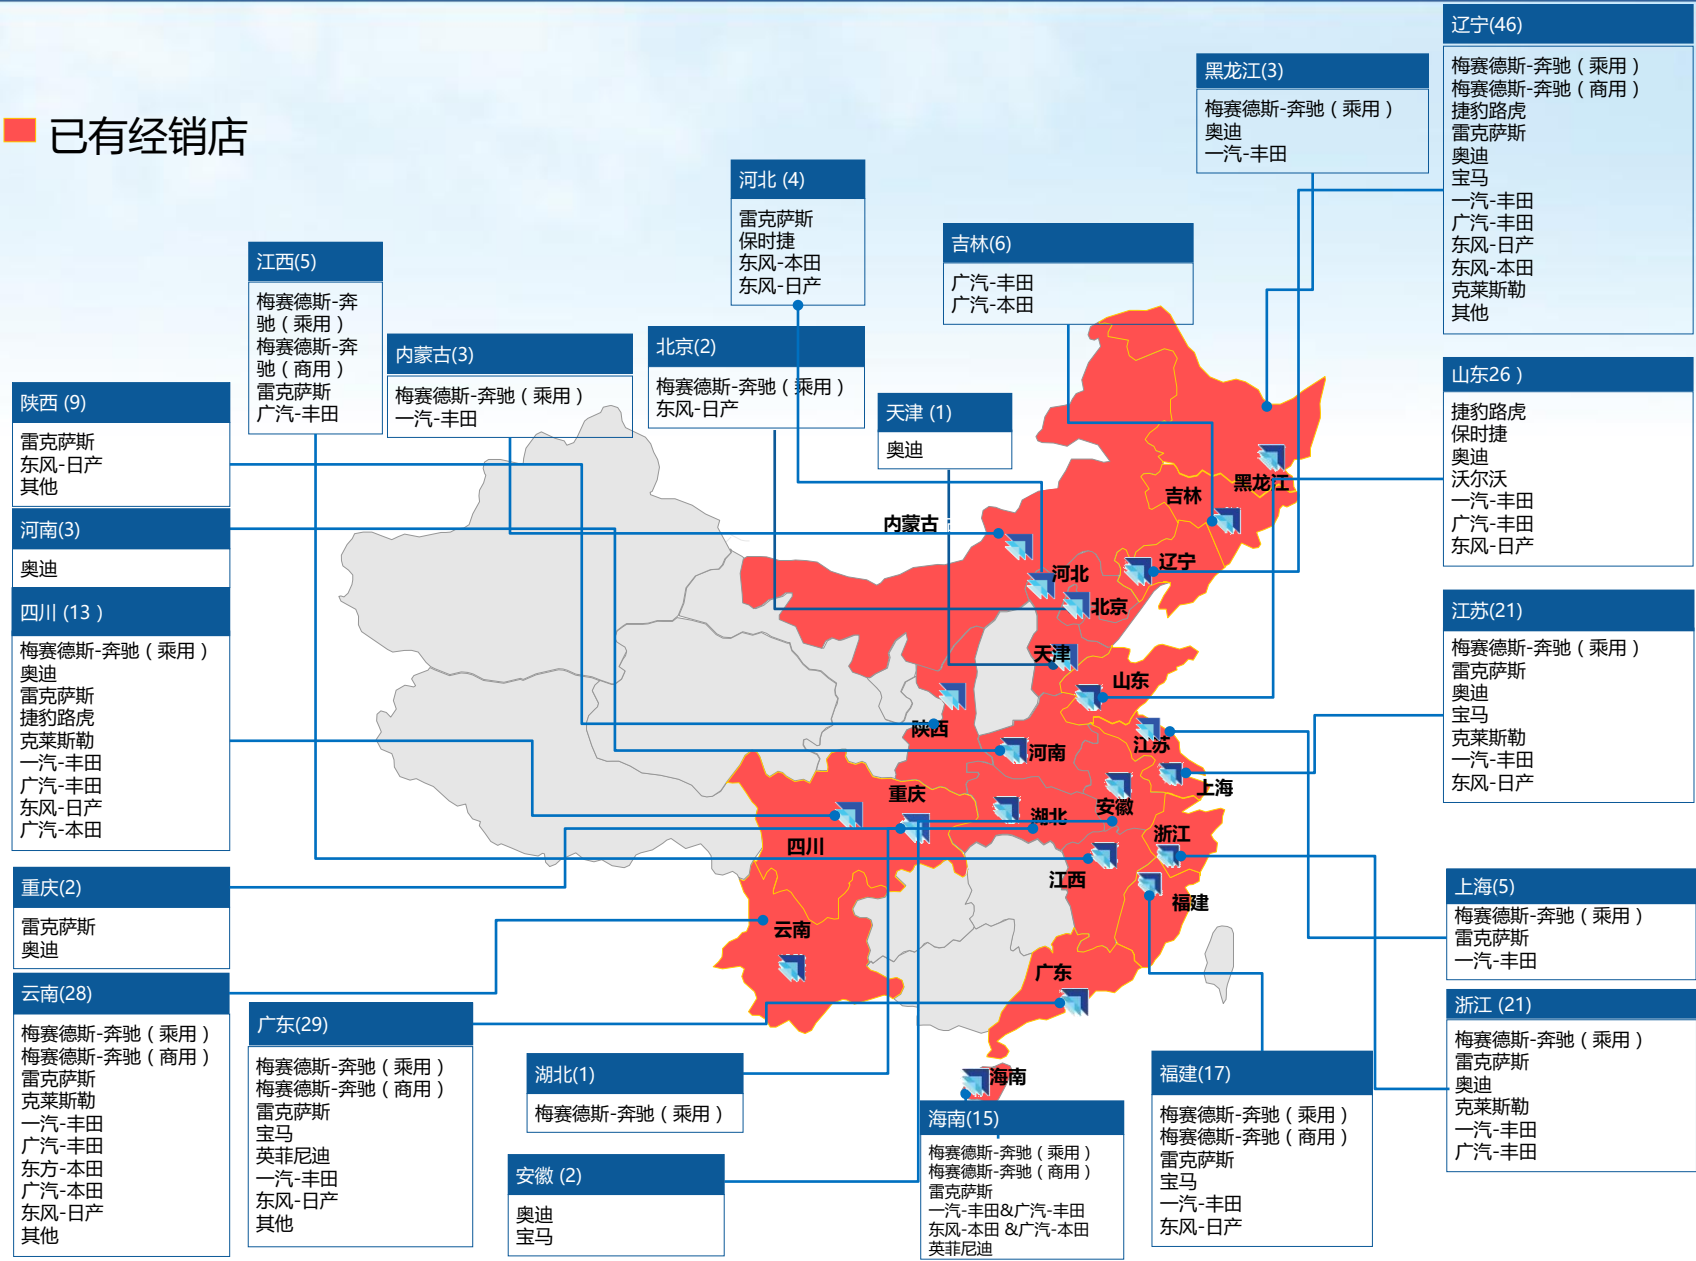 已有经销店
辽宁(46)
梅赛德斯-奔驰（乘用）
梅赛德斯-奔驰（商用）
捷豹路虎
雷克萨斯
奥迪
宝马
一汽-丰田
广汽-丰田
东风-日产
东风-本田
克莱斯勒
其他
黑龙江(3)
梅赛德斯-奔驰（乘用）
奥迪
一汽-丰田
河北 (4)
雷克萨斯
保时捷
东风-本田
东风-日产
吉林(6)
广汽-丰田
广汽-本田
江西(5)
梅赛德斯-奔
驰（乘用）
梅赛德斯-奔
驰（商用）
雷克萨斯
广汽-丰田
内蒙古(3)
梅赛德斯-奔驰（乘用）
一汽-丰田
北京(2)
梅赛德斯-奔驰（乘用）
东风-日产
天津 (1)
奥迪
陕西 (9)
雷克萨斯
东风-日产
其他
河南(3)
奥迪
四川 (13 )
梅赛德斯-奔驰（乘用）
奥迪
雷克萨斯
捷豹路虎
克莱斯勒
一汽-丰田
广汽-丰田
东风-日产
广汽-本田
重庆(2)
雷克萨斯
奥迪
云南(28)
梅赛德斯-奔驰（乘用）
梅赛德斯-奔驰（商用）
雷克萨斯
克莱斯勒
一汽-丰田
广汽-丰田
东方-本田
广汽-本田
东风-日产
其他
广东(29)
梅赛德斯-奔驰（乘用）
梅赛德斯-奔驰（商用）
雷克萨斯
宝马
英菲尼迪
一汽-丰田
东风-日产
其他
湖北(1)
梅赛德斯-奔驰（乘用）
安徽 (2)
奥迪
宝马
海南(15)
梅赛德斯-奔驰（乘用）
梅赛德斯-奔驰（商用）
雷克萨斯
一汽-丰田&广汽-丰田
东风-本田 &广汽-本田
英菲尼迪
福建(17)
梅赛德斯-奔驰（乘用）
梅赛德斯-奔驰（商用）
雷克萨斯
宝马
一汽-丰田
东风-日产
山东26 )
捷豹路虎
保时捷
奥迪
沃尔沃
一汽-丰田
广汽-丰田
东风-日产
江苏(21)
梅赛德斯-奔驰（乘用）
雷克萨斯
奥迪
宝马
克莱斯勒
一汽-丰田
东风-日产
上海(5)
梅赛德斯-奔驰（乘用）
雷克萨斯
一汽-丰田
浙江 (21)
梅赛德斯-奔驰（乘用）
雷克萨斯
奥迪
克莱斯勒
一汽-丰田
广汽-丰田
黑龙江
吉林
内蒙古
辽宁
河北
北京
天津
山东
陕西
河南
江苏
上海
重庆
安徽
湖北
浙江
四川
江西
福建
云南
广东
海南